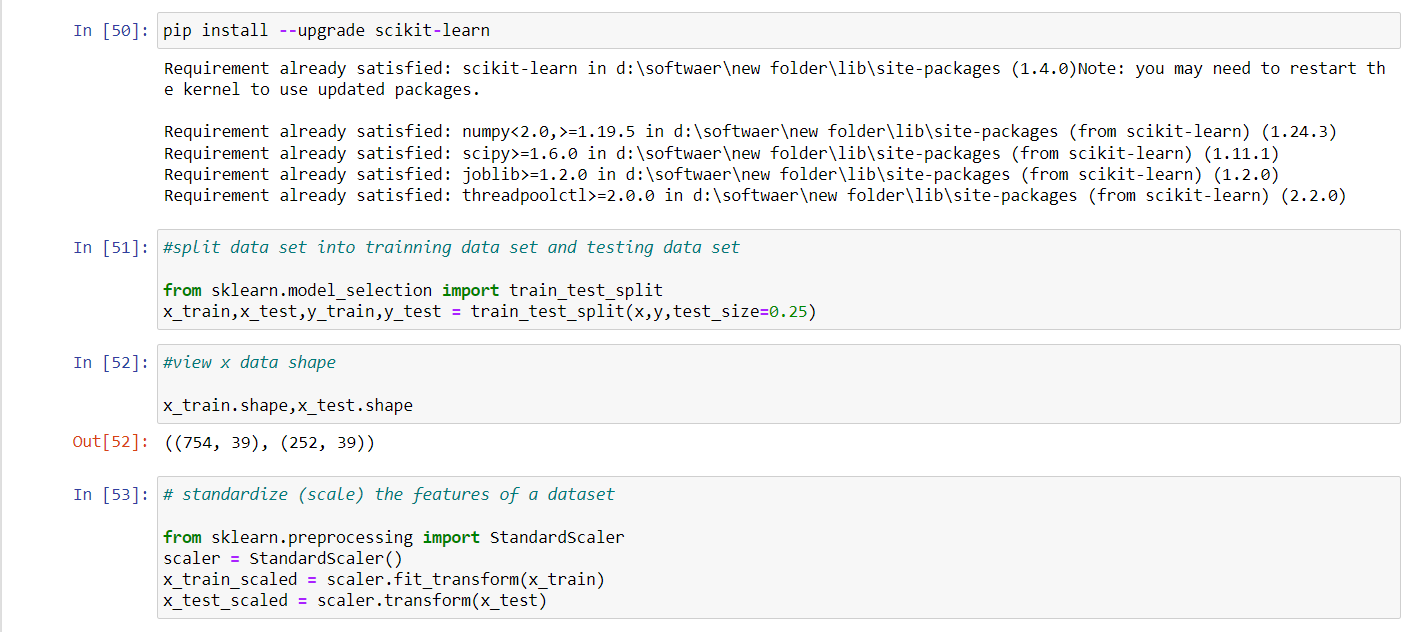 In [50]: pip install --upgrade scikit-learn
Requirement already satisfied: scikit-learn in d:\softwaer\new folder\lib\site-packages (1.4.0)Note: you may need to restart th
e kernel to use updated packages.
Requirement already satisfied: numpy<2.0,>=1.19.5 in d:\softwaer\new folder\lib\site-packages (from scikit-learn) (1.24.3)
Requirement already satisfied: scipy>=1.6.0 in d:\softwaer\new folder\lib\site-packages (from scikit-learn) (1.11.1)
Requirement already satisfied: joblib>=1.2.0 in d:\softwaer\new folder\lib\site-packages (from scikit-learn) (1.2.0)
Requirement already satisfied: threadpoolctl>=2.0.0 in d:\softwaer\new folder\lib\site-packages (from scikit-learn) (2.2.0)
In [51]: #split data set into trainning data set and testing data set
from sklearn.model_selection import train_test_split
x_train,x_test,y_train,y_test = train_test_split(x,y,test_size=0.25)
In [52]: #view x data shape
x_train.shape,x_test.shape
Out[52]: ((754, 39), (252, 39))
In [53]: # standardize (scale) the features of a dataset
from sklearn.preprocessing import StandardScaler
scaler = StandardScaler()
x_train_scaled = scaler.fit_transform(x_train)
x_test_scaled = scaler.transform(x_test)